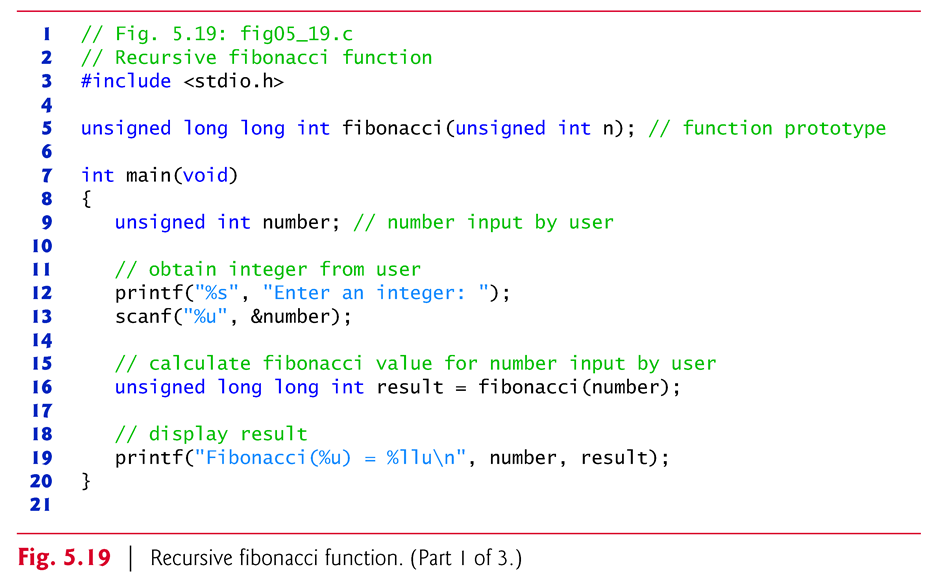 1 // Fig. 5.19: fig05_19.c
2 // Recursive fibonacci function
3 #include <stdio.h>
4
5 unsigned long long int fibonacci(unsigned int n); // function prototype
6
7 int main(void)
8 {
9 unsigned int number; // number input by user
10
11 // obtain integer from user
12 printf("%s", "Enter an integer: ");
13 scanf("%u", &number);
14
15 // calculate fibonacci value for number input by user
16 unsigned long long int result = fibonacci(number);
17
18 // display result
19 printf("Fibonacci(%u) = %llu\n", number, result);
20 }
21
Fig. 5.19 | Recursive fibonacci function. (Part 1 of 3.)